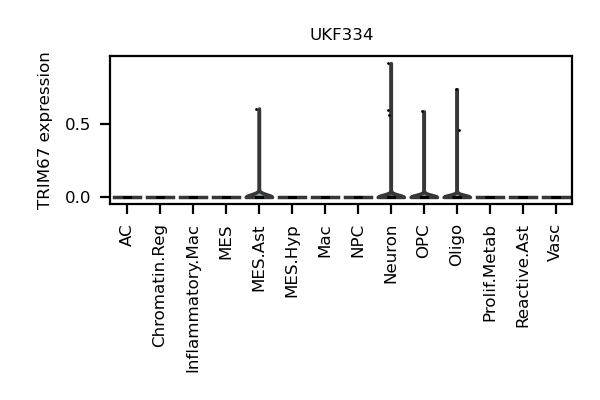 UKF334
TRIM67 expression
0.5
0.0
AC
Chromatin.Reg
Inflammatory.Mac
MES
MES.Ast
MES.Hyp
Mac
NPC
Neuron
OPC
Oligo
Prolif.Metab
Reactive.Ast
Vasc